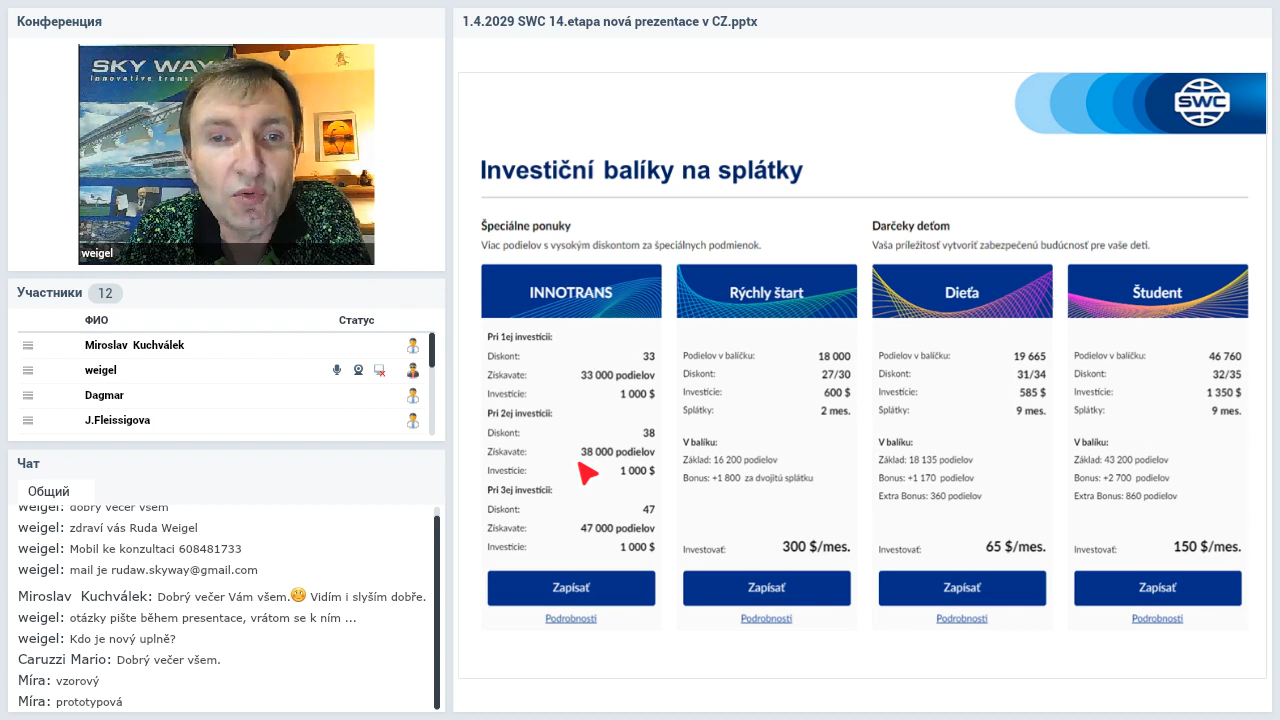 Конференция
SKY WAY
weigel
Участники 12
ФИО Статус
Miroslav Kuchválek
weigel
Dagmar
J.Fleissigova
Чат
Общий
weigel: dobrý večer všem
weigel: zdraví vás Ruda Weigel
weigel: Mobil ke konzultaci 608481733
weigel: mail je rudaw.skyway@gmail.com
Miroslav Kuchválek: Dobrý večer Vám všem. Vidím i slyším dobře.
weigel: otázky pište během presentace, vrátom se k ním ...
weigel: Kdo je nový uplně?
Caruzzi Mario: Dobrý večer všem.
Míra: vzorový
Míra: prototypová
1.4.2029 SWC 14.etapa nová prezentace v CZ.pptx
SWC
Investiční balíky na splátky
Špeciálne ponuky
Viac podielov s vysokým diskontom za špeciálnych podmienok.
INNOTRANS
Pri 1ej investícii:
Diskont: 33
Získavate: 33 000 podielov
Investície: 1 000 $
Pri 2ej investícii:
Diskont: 38
Získavate: 38 000 podielov
Investície: 1 000 $
Pri 3ej investícii:
Diskont: 47
Získavate: 47 000 podielov
Investície: 1 000 $
Zapísať
Podrobnosti
Rýchly štart
Podielov v balíčku: 18 000
Diskont: 27/30
Investície: 600 $
Splátky: 2 mes.
V balíku:
Základ: 16 200 podielov
Bonus: +1 800 za dvojitú splátku
Investovať: 300 $/mes.
Zapísať
Podrobnosti
Darčeky deťom
Vaša príležitosť vytvoriť zabezpečenú budúcnosť pre vaše deti.
Dieťa
Podielov v balíčku: 19 665
Diskont: 31/34
Investície: 585 $
Splátky: 9 mes.
V balíku:
Základ: 18 135 podielov
Bonus: +1 170 podielov
Extra Bonus: 360 podielov
Investovať: 65 $/mes.
Zapísať
Podrobnosti
Študent
Podielov v balíčku: 46 760
Diskont: 32/35
Investície: 1 350 $
Splátky: 9 mes.
V balíku:
Základ: 43 200 podielov
Bonus: +2 700 podielov
Extra Bonus: 860 podielov
Investovať: 150 $/mes.
Zapísať
Podrobnosti